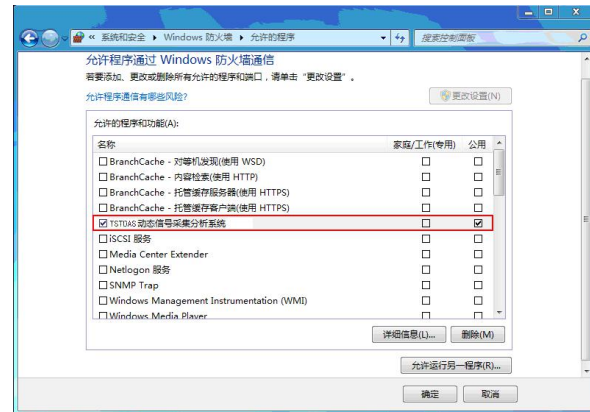 « 系统和安全 ▸ Windows 防火墙 ▸ 允许的程序
搜索控制面板
允许程序通过 Windows 防火墙通信
若要添加、更改或删除所有允许的程序和端口，请单击“更改设置”。
允许程序通信有哪些风险?
更改设置(N)
允许的程序和功能(A):
名称 家庭/工作(专用) 公用
BranchCache - 对等机发现(使用 WSD)
BranchCache - 内容检索(使用 HTTP)
BranchCache - 托管缓存服务器(使用 HTTPS)
BranchCache - 托管缓存客户端(使用 HTTPS)
TSTDAS 动态信号采集分析系统
iSCSI 服务
Media Center Extender
Netlogon 服务
SNMP Trap
Windows Management Instrumentation (WMI)
Windows Media Player
详细信息(L)... 删除(M)
允许运行另一程序(R)...
确定 取消